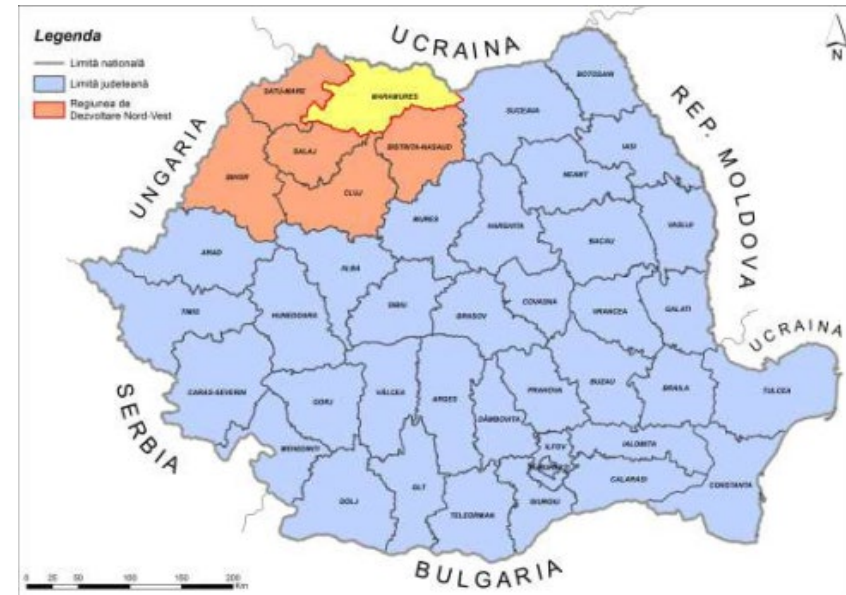 Legenda
Limită națională
Limită județeană
Regiunea de
Dezvoltare Nord-Vest
UCRAINA
N
REP. MOLDOVA
UNGARIA
UCRAINA
SERBIA
BULGARIA
SATU-MARE
MARAMURES
BOTOSANI
SUCEAVA
SALAJ
BISTRITA-NASAUD
IASI
BIHOR
CLUJ
NEAMT
MURES
HARGHITA
BACAU
VASLUI
ARAD
ALBA
TIMIS
HUNEDOARA
SIBIU
BRASOV
COVASNA
VRANCEA
GALATI
CARAS-SEVERIN
GORJ
VÂLCEA
ARGES
PRAHOVA
BUZAU
BRAILA
TULCEA
DÂMBOVITA
MEHEDINTI
ILFOV
IALOMITA
CALARASI
CONSTANTA
DOLJ
OLT
TELEORMAN
GIURGIU
0 25 50 100 150 200
Km